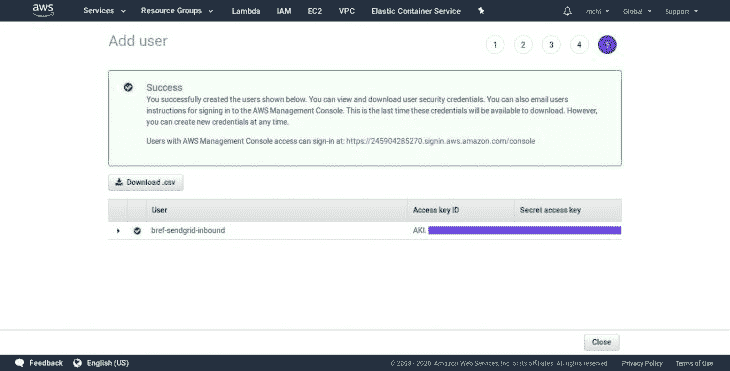 aws
Services Resource Groups Lambda IAM EC2 VPC Elastic Container Service mchi Global Support
Add user
1 2 3 4 5
Success
You successfully created the users shown below. You can view and download user security credentials. You can also email users
instructions for signing in to the AWS Management Console. This is the last time these credentials will be available to download. However,
you can create new credentials at any time.
Users with AWS Management Console access can sign-in at: https://245904285270.signin.aws.amazon.com/console
Download .csv
User Access key ID Secret access key
bref-sendgrid-inbound AKI
Close
Feedback English (US) © 2008 - 2020, Amazon Web Services, Inc. or its affiliates. All rights reserved. Privacy Policy Terms of Use